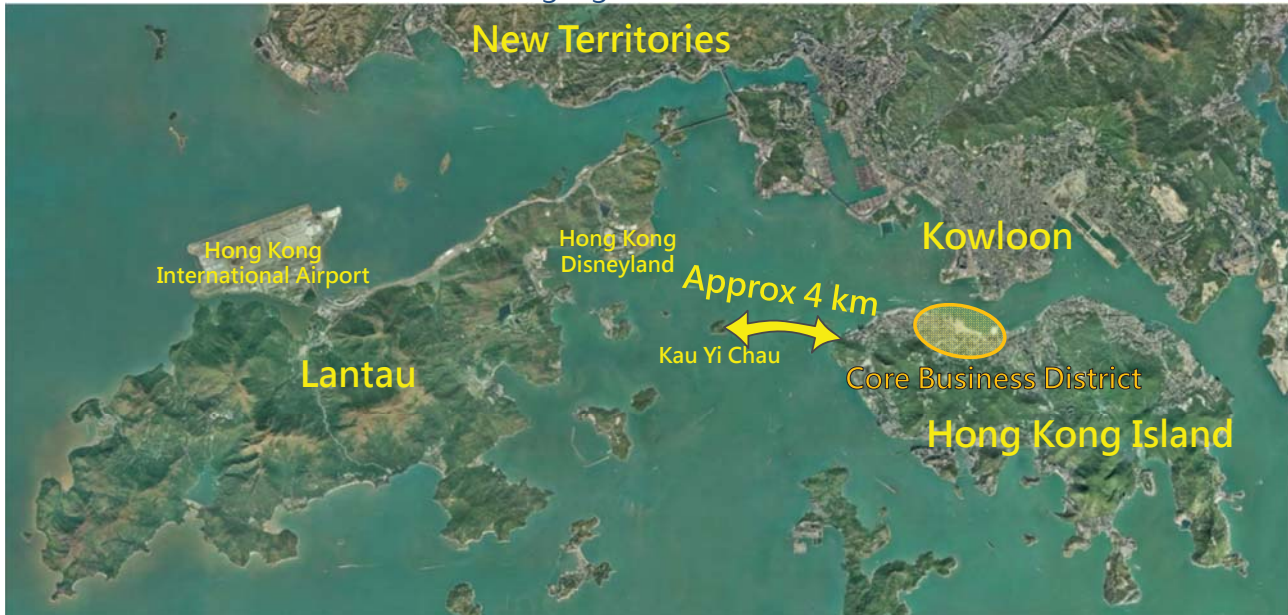 New Territories
Hong Kong
International Airport
Hong Kong
Disneyland
Kowloon
Approx 4 km
Kau Yi Chau
Lantau
Core Business District
Hong Kong Island